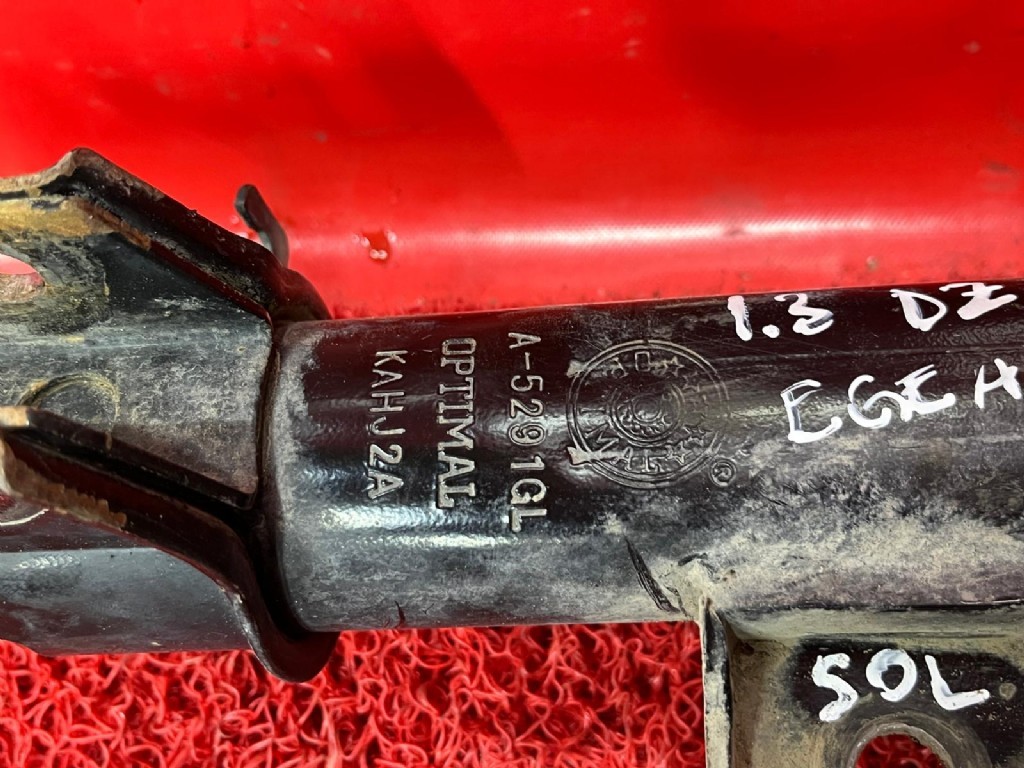 A-5291GL
OPTIMAL
KAHJ2A
1.3 DZ
EGEA
SOL